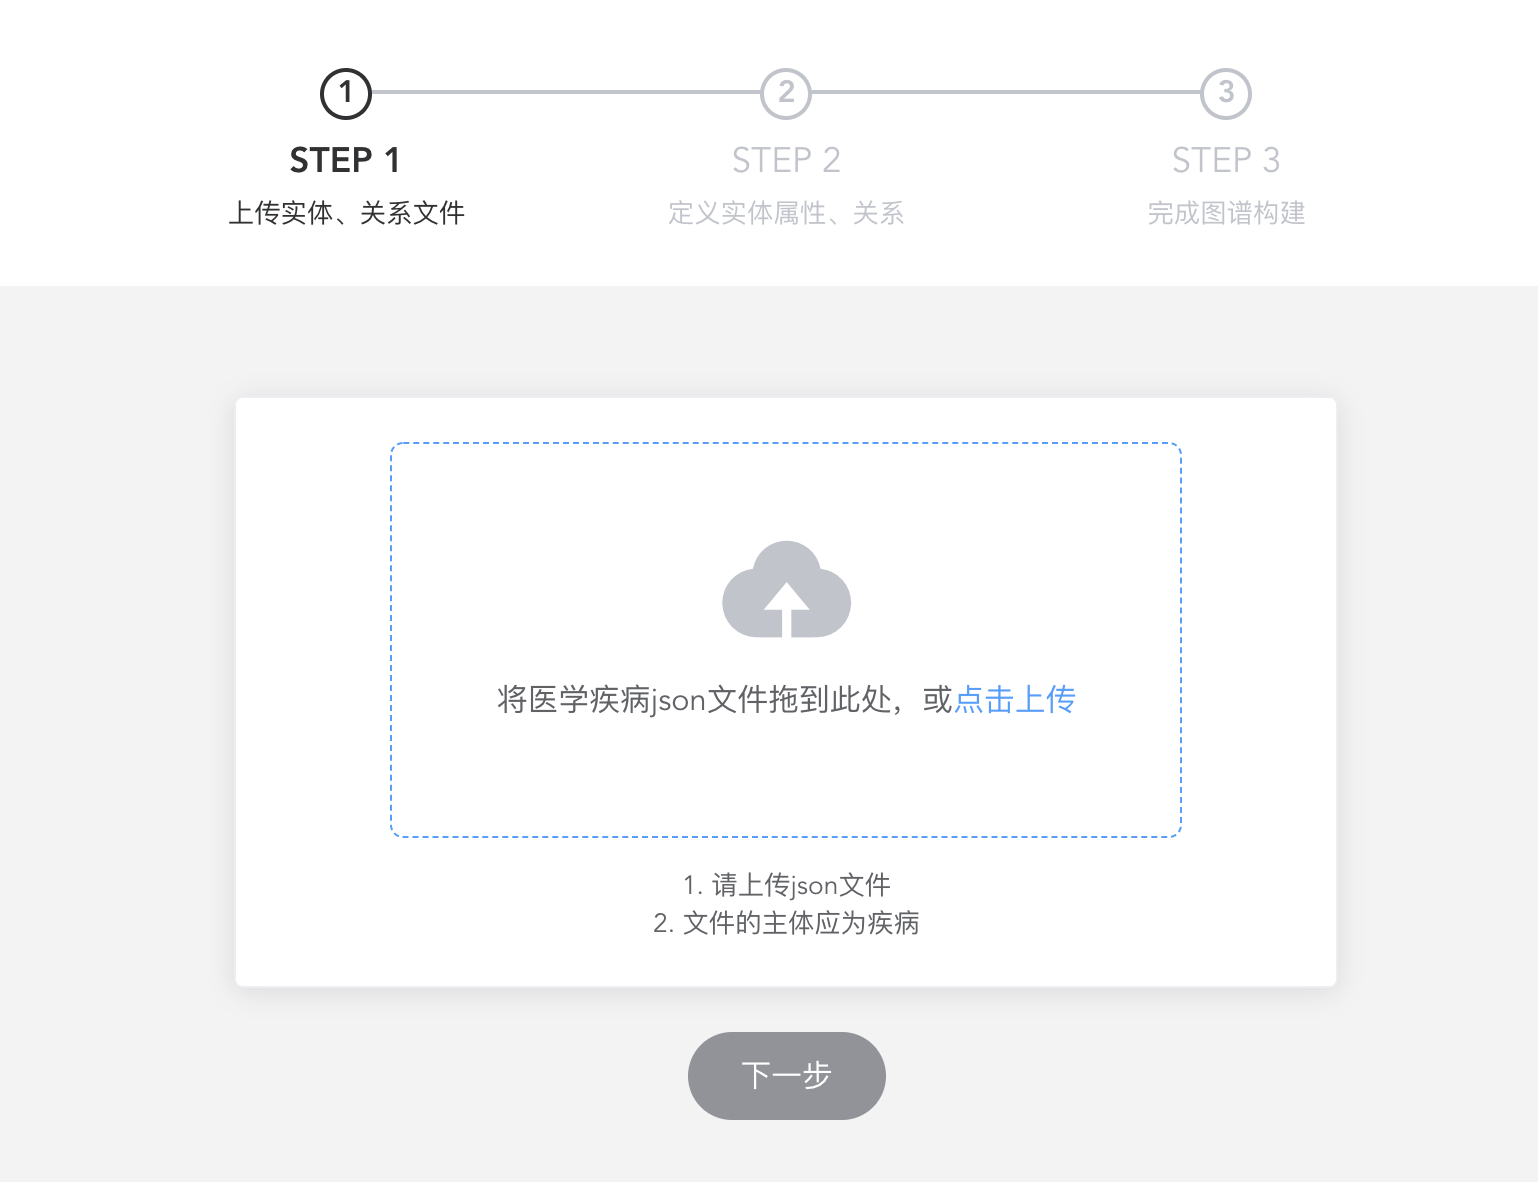 1 2 3
STEP 1 STEP 2 STEP 3
上传实体、关系文件 定义实体属性、关系 完成图谱构建
将医学疾病json文件拖到此处，或点击上传
1. 请上传json文件
2. 文件的主体应为疾病
下一步